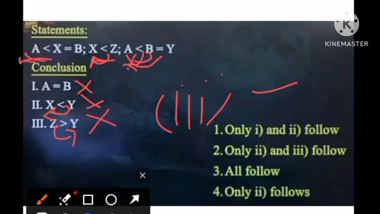 Statements:
A < X = B; X < Z; A < B = Y
Conclusion
I. A = B
II. X < Y
III. Z > Y
(iii)
1. Only i) and ii) follow
2. Only ii) and iii) follow
3. All follow
4. Only ii) follows
KINEMASTER